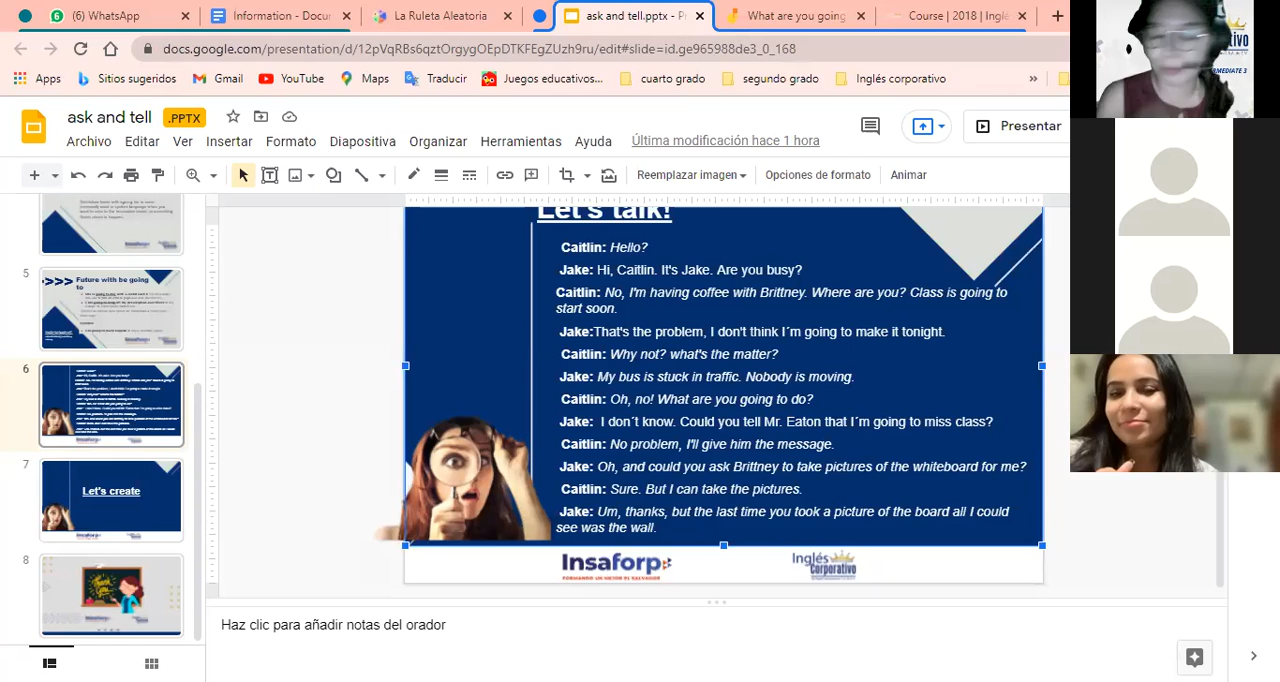 (6) WhatsApp
Information - Docur
La Ruleta Aleatoria
ask and tell.pptx - Pr
What are you going
Course | 2018 | Inglé
docs.google.com/presentation/d/12pVqRBs6qztOrgygOEpDTKFEgZUzh9ru/edit#slide=id.ge965988de3_0_168
Apps
Sitios sugeridos
Gmail
YouTube
Maps
Traducir
Juegos educativos...
cuarto grado
segundo grado
Inglés corporativo
ask and tell
.PPTX
Archivo Editar Ver Insertar Formato Diapositiva Organizar Herramientas Ayuda
Última modificación hace 1 hora
Presentar
Reemplazar imagen
Opciones de formato
Animar
5
Future with be going
to
6
7
Let's create
8
Thank
You
Let's talk!
Caitlin: Hello?
Jake: Hi, Caitlin. It's Jake. Are you busy?
Caitlin: No, I'm having coffee with Brittney. Where are you? Class is going to
start soon.
Jake:That's the problem, I don't think I´m going to make it tonight.
Caitlin: Why not? what's the matter?
Jake: My bus is stuck in traffic. Nobody is moving.
Caitlin: Oh, no! What are you going to do?
Jake: I don´t know. Could you tell Mr. Eaton that I´m going to miss class?
Caitlin: No problem, I'll give him the message.
Jake: Oh, and could you ask Brittney to take pictures of the whiteboard for me?
Caitlin: Sure. But I can take the pictures.
Jake: Um, thanks, but the last time you took a picture of the board all I could
see was the wall.
Insaforp
FORMANDO UN MEJOR EL SALVADOR
Inglés
Corporativo
Haz clic para añadir notas del orador